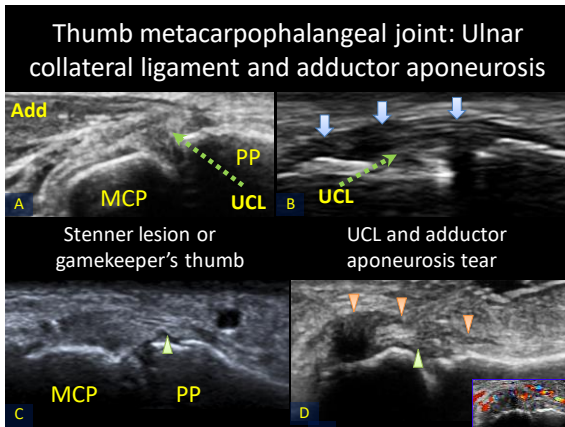 Thumb metacarpophalangeal joint: Ulnar
collateral ligament and adductor aponeurosis
Add
PP
MCP
UCL
A
UCL
B
Stenner lesion or
gamekeeper's thumb
UCL and adductor
aponeurosis tear
MCP
PP
C
D